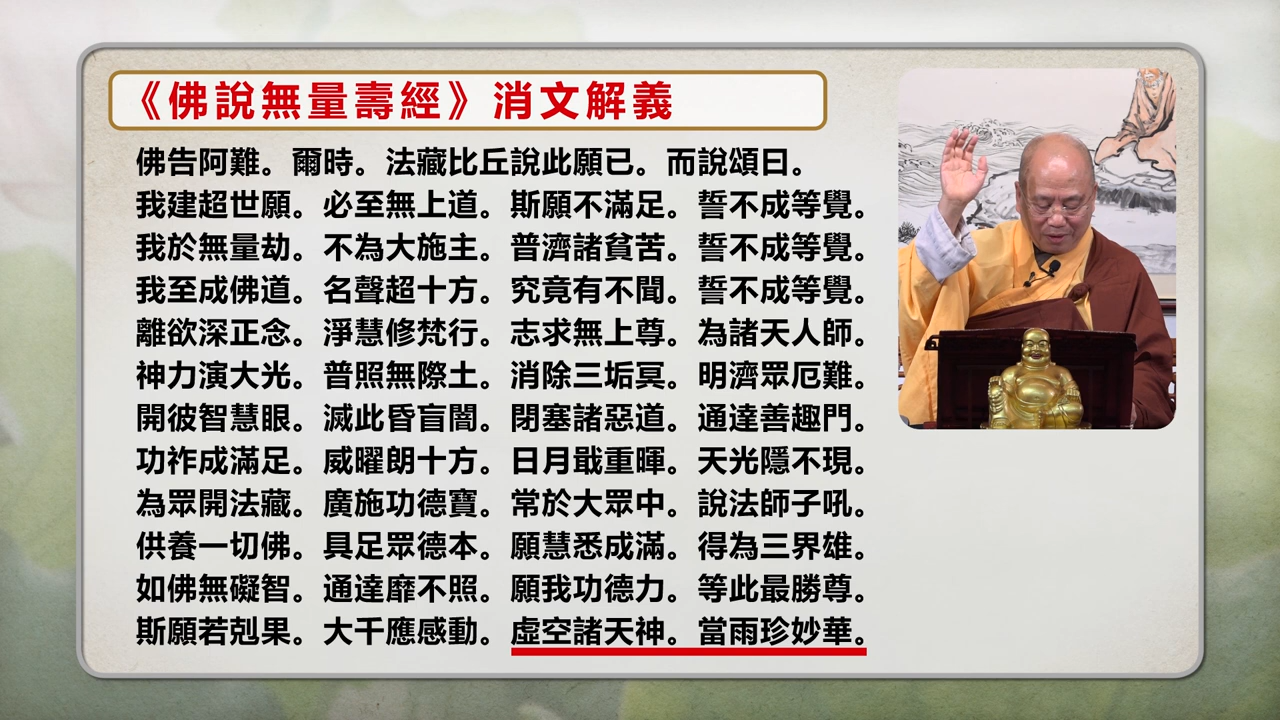 《佛說無量壽經》消文解義
佛告阿難。爾時。法藏比丘說此願已。而說頌曰。
我建超世願。必至無上道。斯願不滿足。誓不成等覺。
我於無量劫。不為大施主。普濟諸貧苦。誓不成等覺。
我至成佛道。名聲超十方。究竟有不聞。誓不成等覺。
離欲深正念。淨慧修梵行。志求無上尊。為諸天人師。
神力演大光。普照無際土。消除三垢冥。明濟眾厄難。
開彼智慧眼。滅此昏盲闇。閉塞諸惡道。通達善趣門。
功祚成滿足。威曜朗十方。日月戢重暉。天光隱不現。
為眾開法藏。廣施功德寶。常於大眾中。說法師子吼。
供養一切佛。具足眾德本。願慧悉成滿。得為三界雄。
如佛無礙智。通達靡不照。願我功德力。等此最勝尊。
斯願若剋果。大千應感動。虛空諸天神。當雨珍妙華。